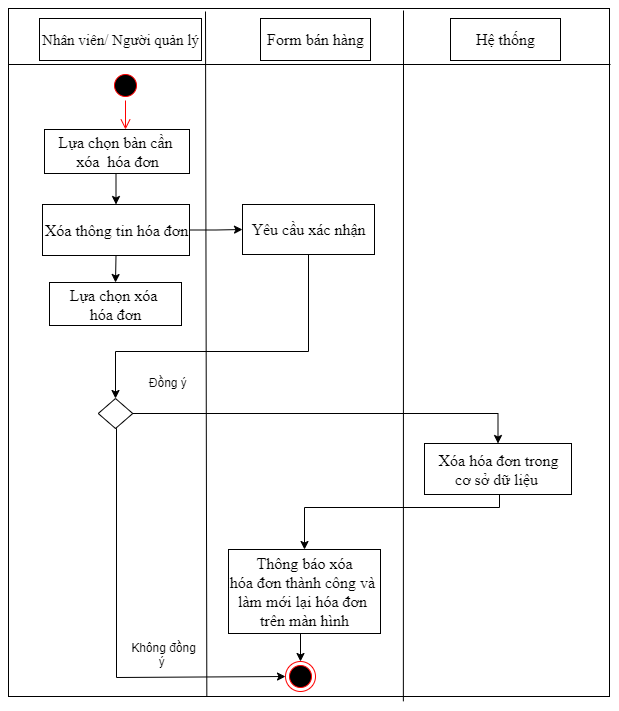 Nhân viên/ Người quản lý
Form bán hàng
Hệ thống
Lựa chọn bàn cần
xóa hóa đơn
Xóa thông tin hóa đơn
Yêu cầu xác nhận
Lựa chọn xóa
hóa đơn
Đồng ý
Xóa hóa đơn trong
cơ sở dữ liệu
Thông báo xóa
hóa đơn thành công và
làm mới lại hóa đơn
trên màn hình
Không đồng
ý